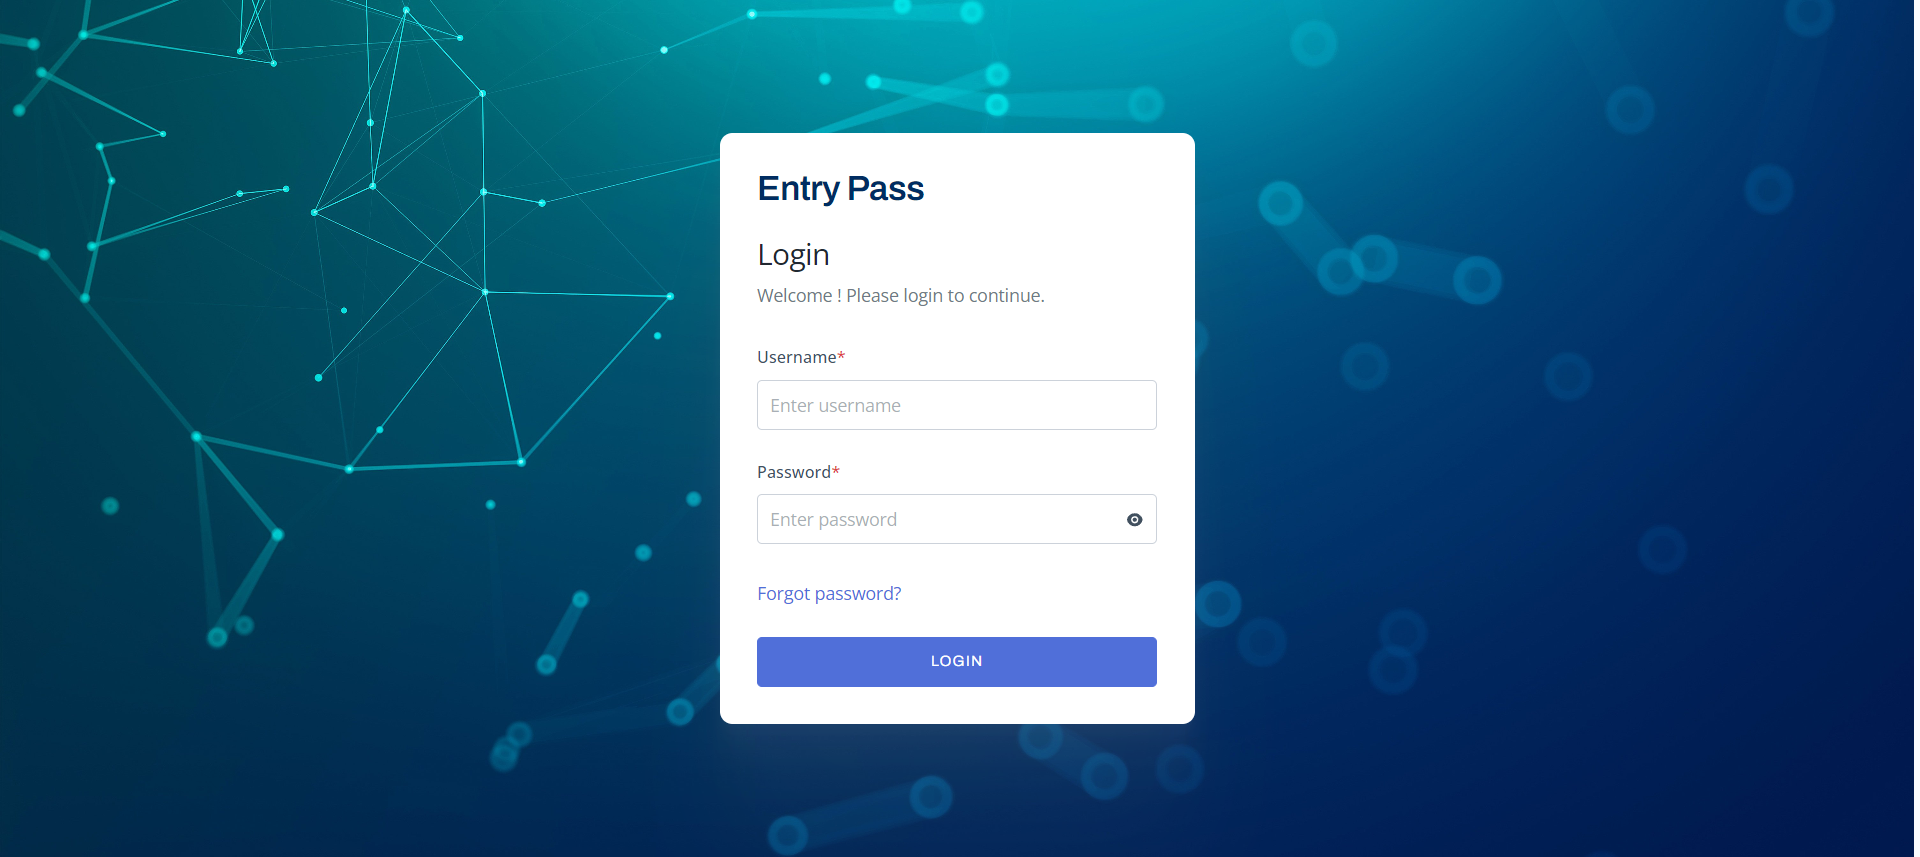 Entry Pass
Login
Welcome ! Please login to continue.
Username*
Enter username
Password*
Enter password
Forgot password?
LOGIN